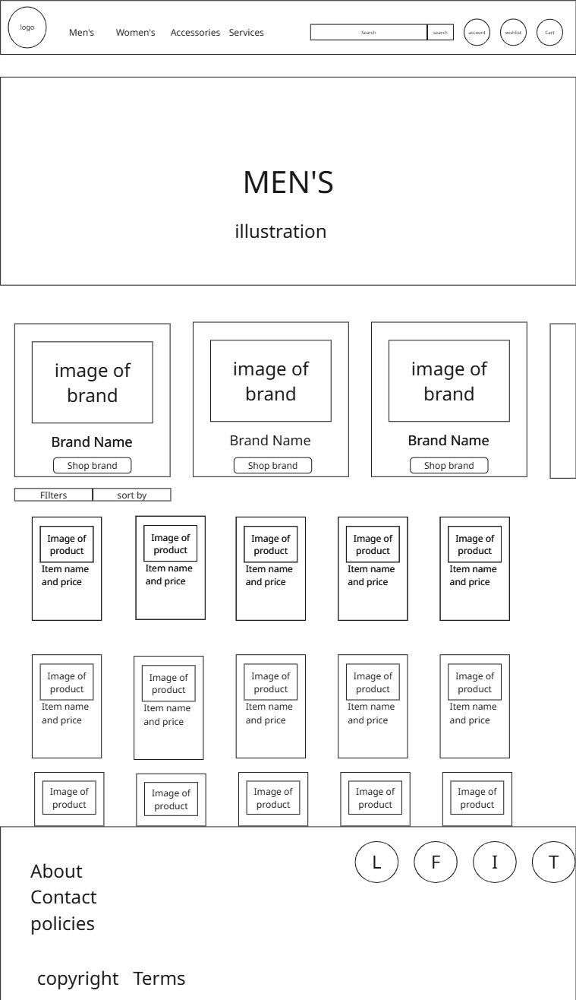 logo
Men's Women's Accessories Services
Search search account wishlist Cart
MEN'S
illustration
image of
brand
Brand Name
Shop brand
image of
brand
Brand Name
Shop brand
image of
brand
Brand Name
Shop brand
FIlters sort by
Image of
product
Item name
and price
Image of
product
Item name
and price
Image of
product
Item name
and price
Image of
product
Item name
and price
Image of
product
Item name
and price
Image of
product
Item name
and price
Image of
product
Item name
and price
Image of
product
Item name
and price
Image of
product
Item name
and price
Image of
product
Item name
and price
Image of
product
Image of
product
Image of
product
Image of
product
Image of
product
L F I T
About
Contact
policies
copyright Terms